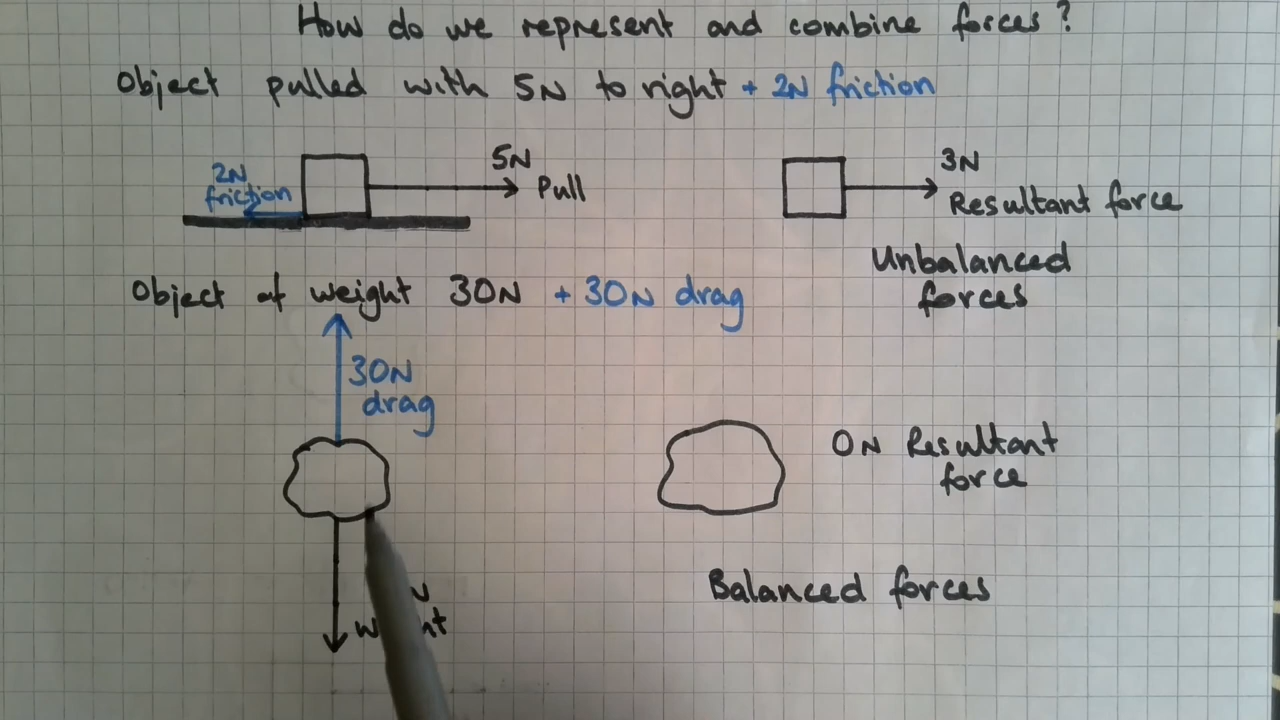 How do we represent and combine forces?
Object pulled with 5N to right + 2N friction
2N
friction
5N
Pull
3N
Resultant force
Unbalanced
forces
Object of weight 30N + 30N drag
30N
drag
0N Resultant
force
Balanced forces